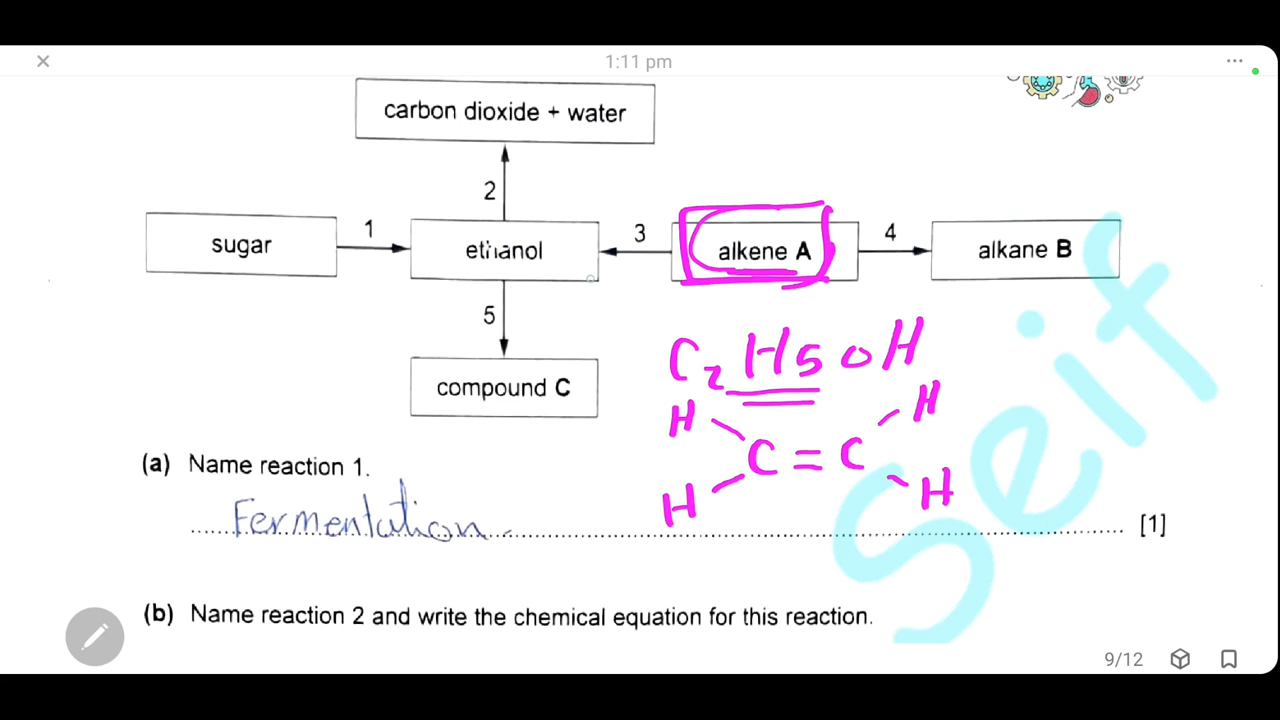 1:11 pm
carbon dioxide + water
2
sugar 1 ethanol 3 alkene A 4 alkane B
5
compound C
C2H5OH
H H
C = C
H H
(a) Name reaction 1.
Fermentation. [1]
(b) Name reaction 2 and write the chemical equation for this reaction.
Seif
9/12